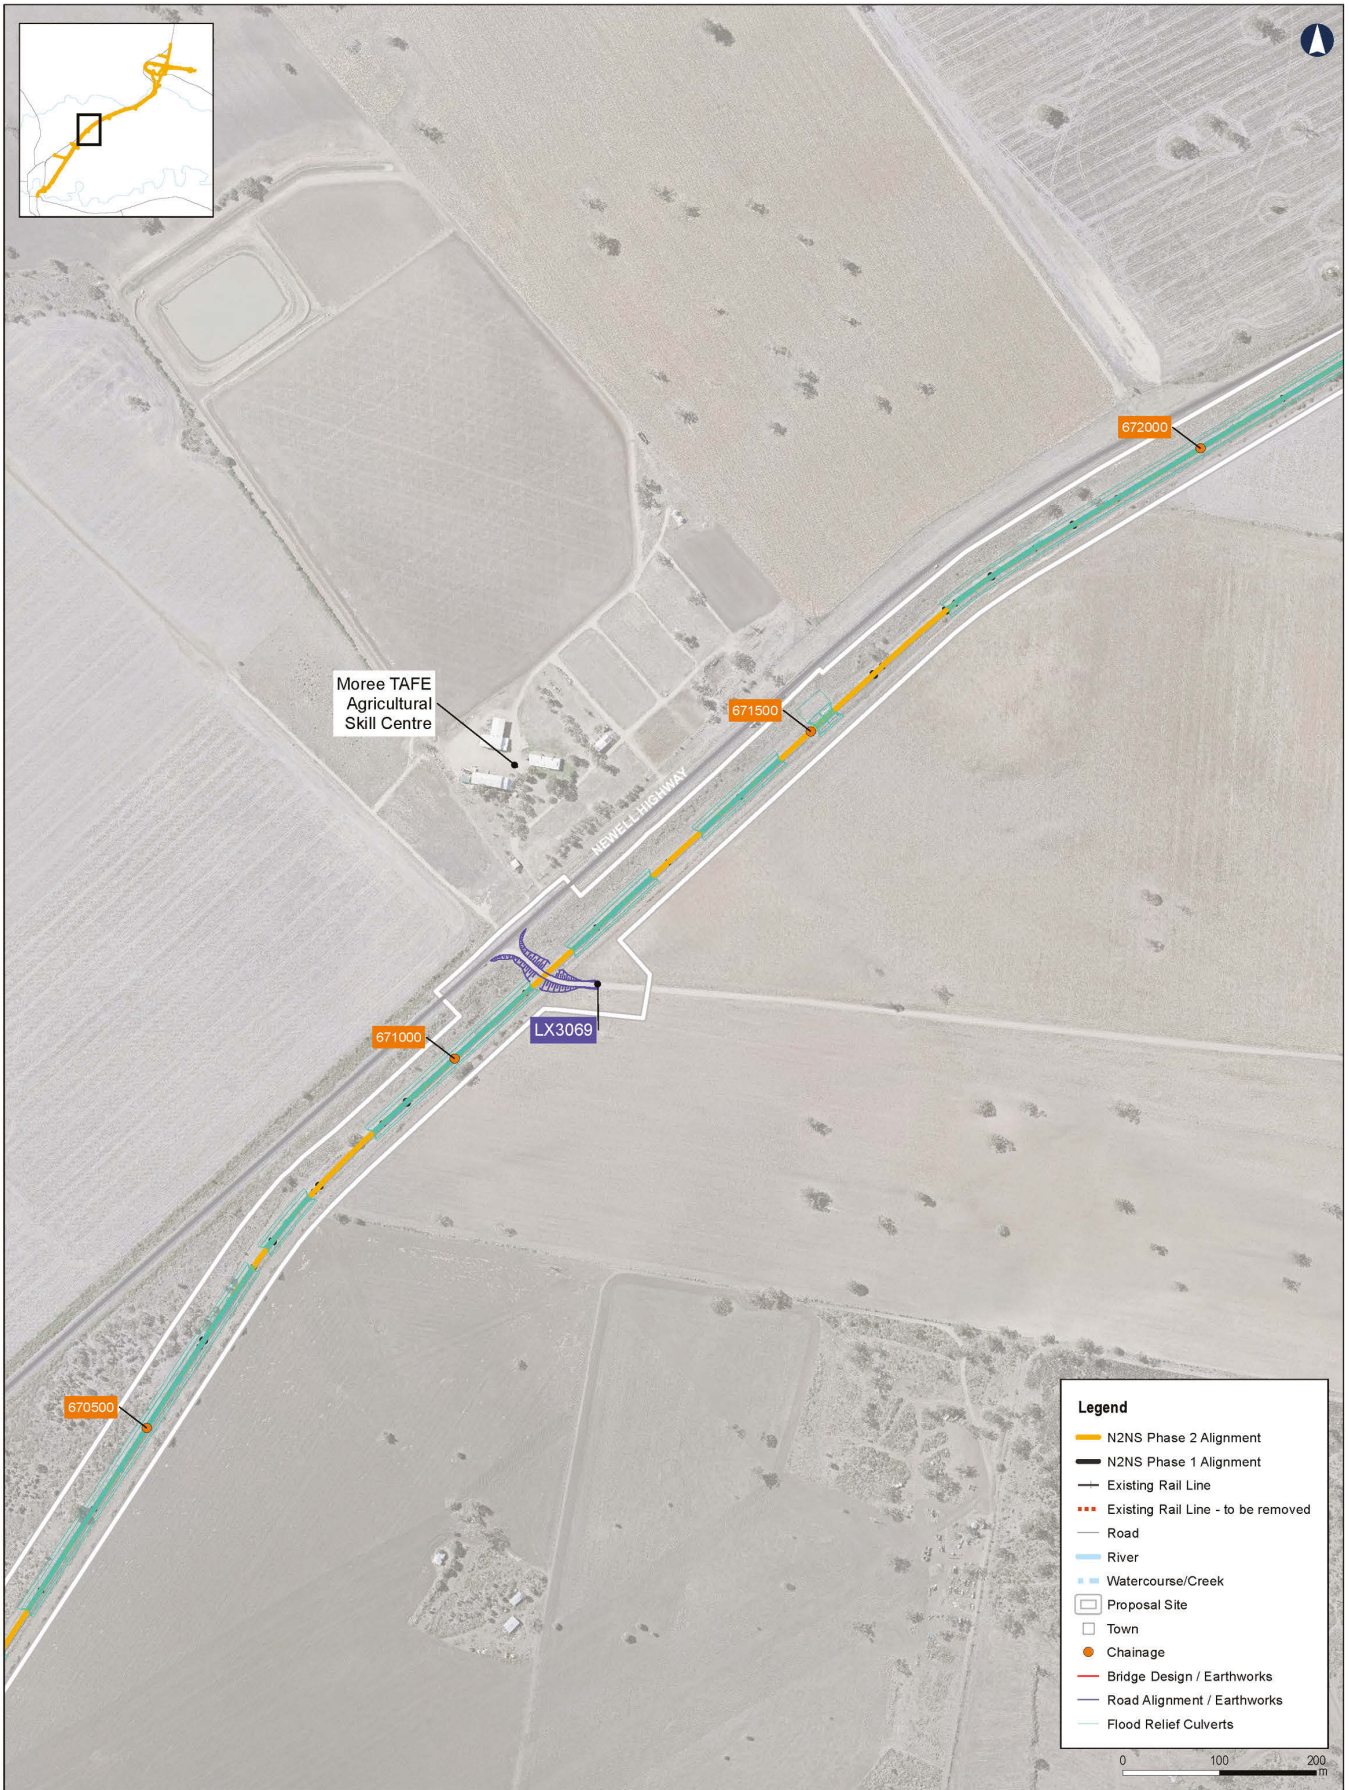 672000
Moree TAFE
Agricultural
Skill Centre
671500
NEWELL HIGHWAY
LX3069
671000
670500
Legend
N2NS Phase 2 Alignment
N2NS Phase 1 Alignment
Existing Rail Line
Existing Rail Line - to be removed
Road
River
Watercourse/Creek
Proposal Site
Town
Chainage
Bridge Design / Earthworks
Road Alignment / Earthworks
Flood Relief Culverts
0 100 200
m